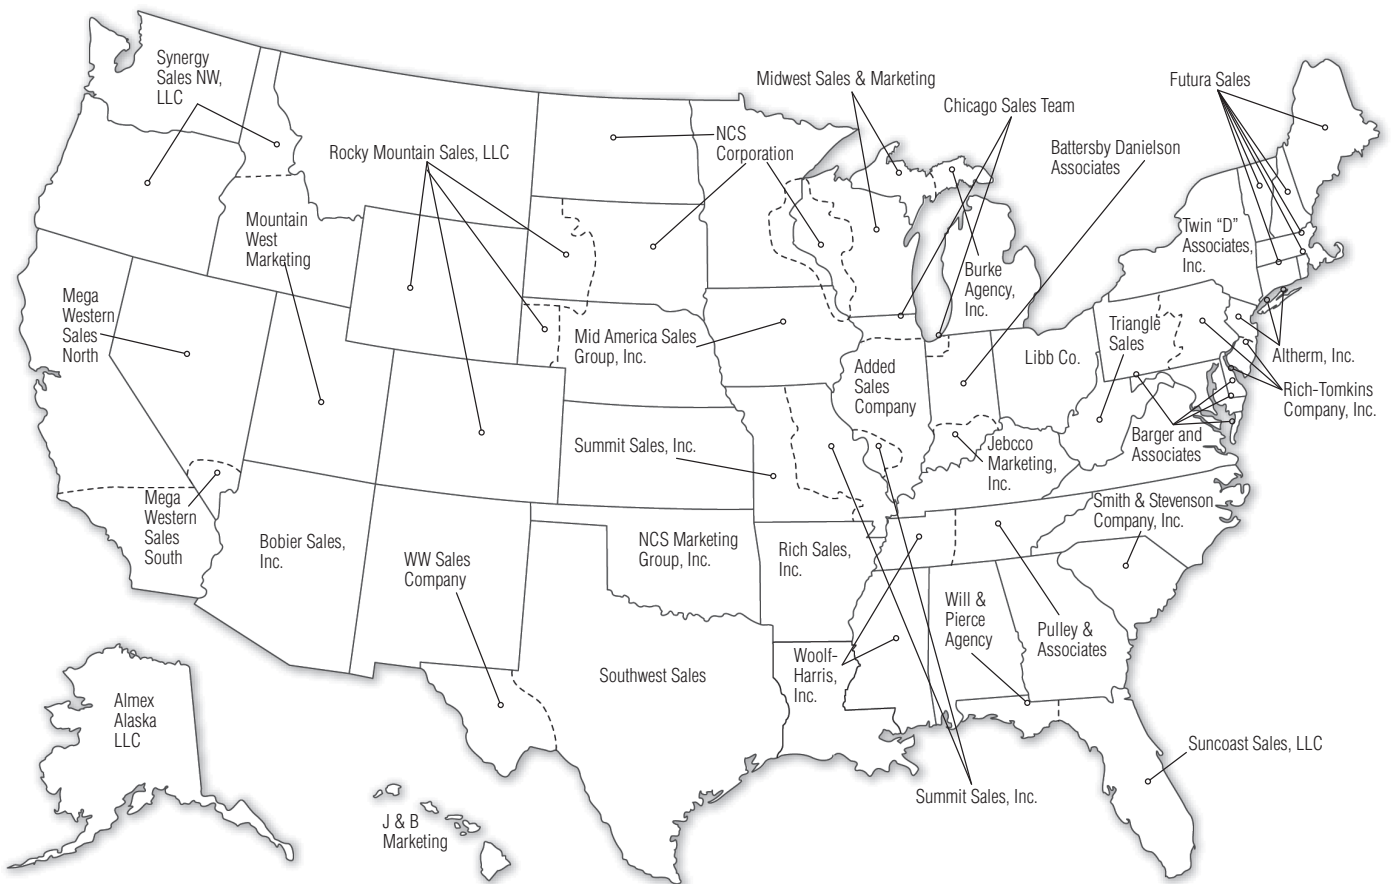 Synergy
Sales NW,
LLC
Rocky Mountain Sales, LLC
Mountain
West
Marketing
Mega
Western
Sales
North
Mega
Western
Sales
South
Bobier Sales,
Inc.
WW Sales
Company
Almex
Alaska
LLC
J & B
Marketing
NCS
Corporation
Midwest Sales & Marketing
Chicago Sales Team
Battersby Danielson
Associates
Futura Sales
Twin “D”
Associates,
Inc.
Burke
Agency,
Inc.
Mid America Sales
Group, Inc.
Added
Sales
Company
Libb Co.
Triangle
Sales
Altherm, Inc.
Rich-Tomkins
Company, Inc.
Barger and
Associates
Summit Sales, Inc.
Jebcco
Marketing,
Inc.
Smith & Stevenson
Company, Inc.
NCS Marketing
Group, Inc.
Rich Sales,
Inc.
Will &
Pierce
Agency
Pulley &
Associates
Woolf-
Harris,
Inc.
Southwest Sales
Suncoast Sales, LLC
Summit Sales, Inc.